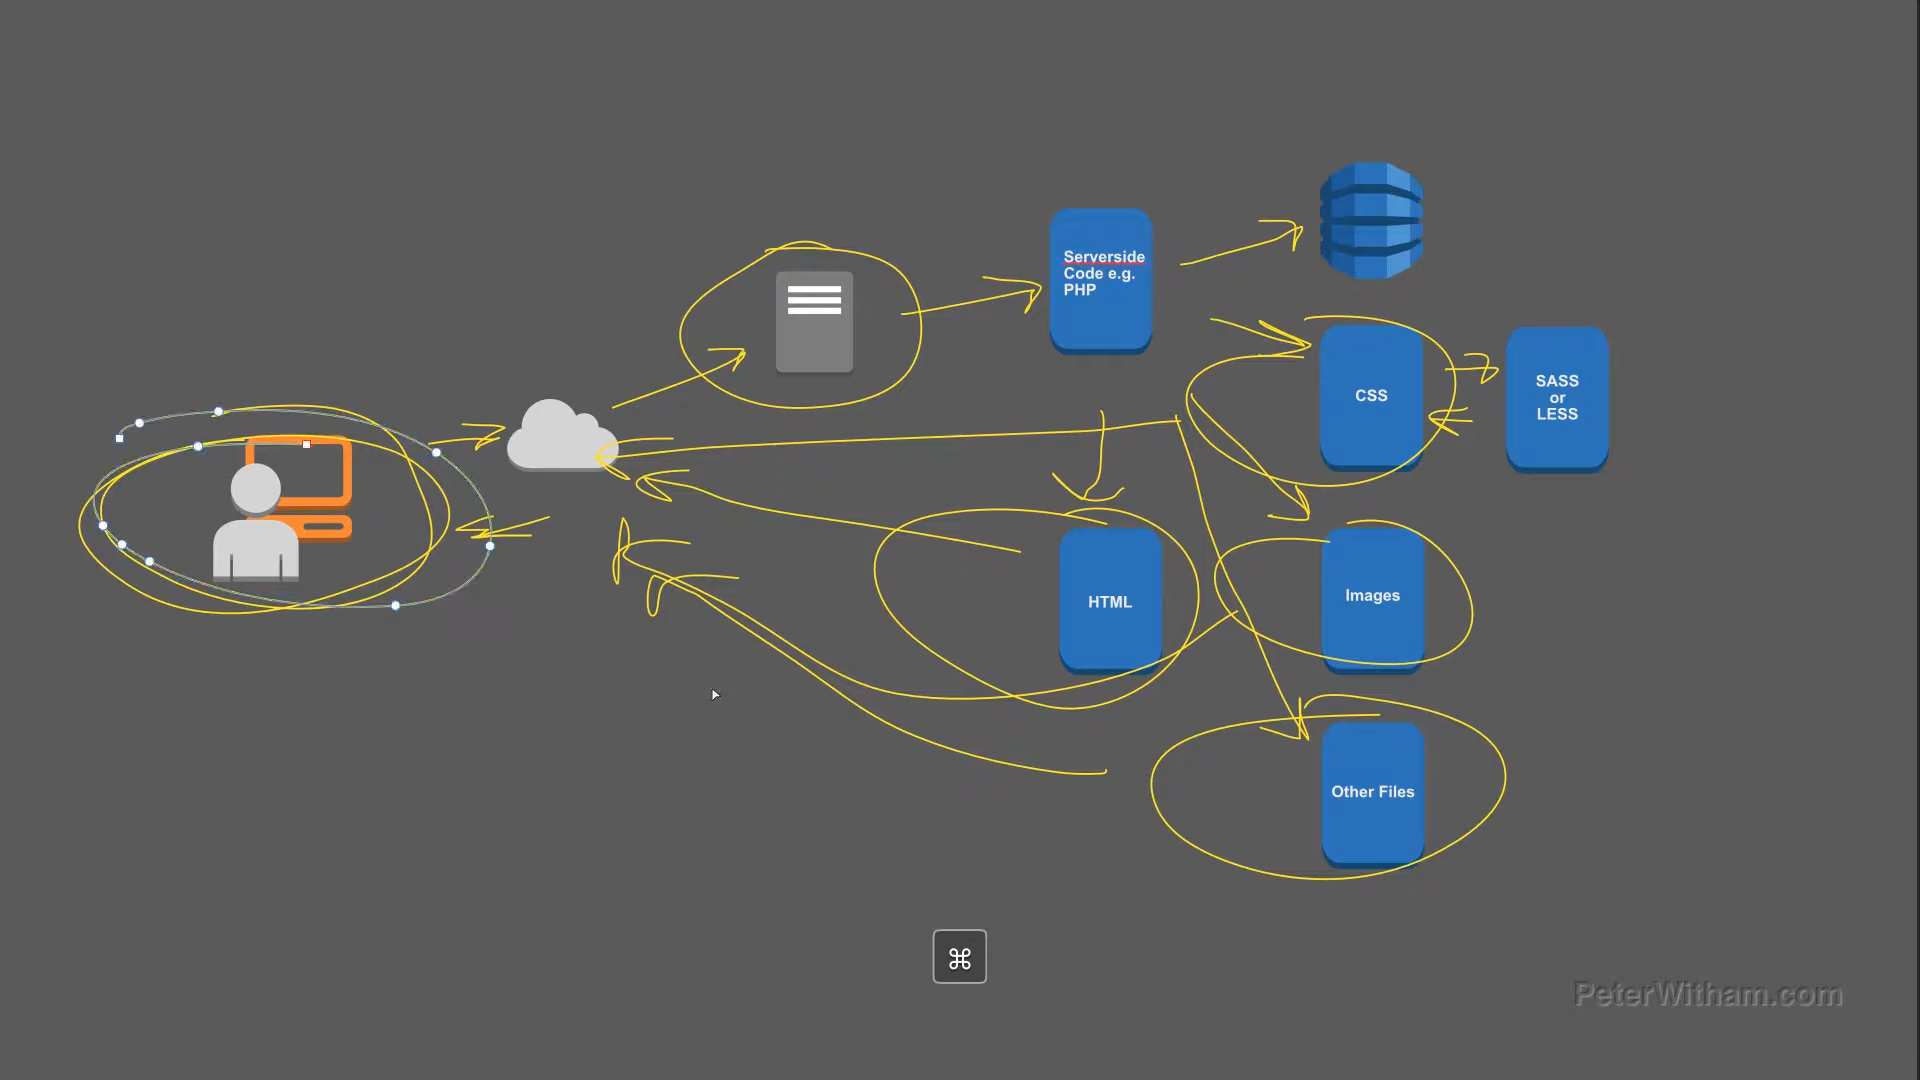 Serverside
Code e.g.
PHP
CSS
SASS
or
LESS
HTML
Images
Other Files
⌘
PeterWitham.com